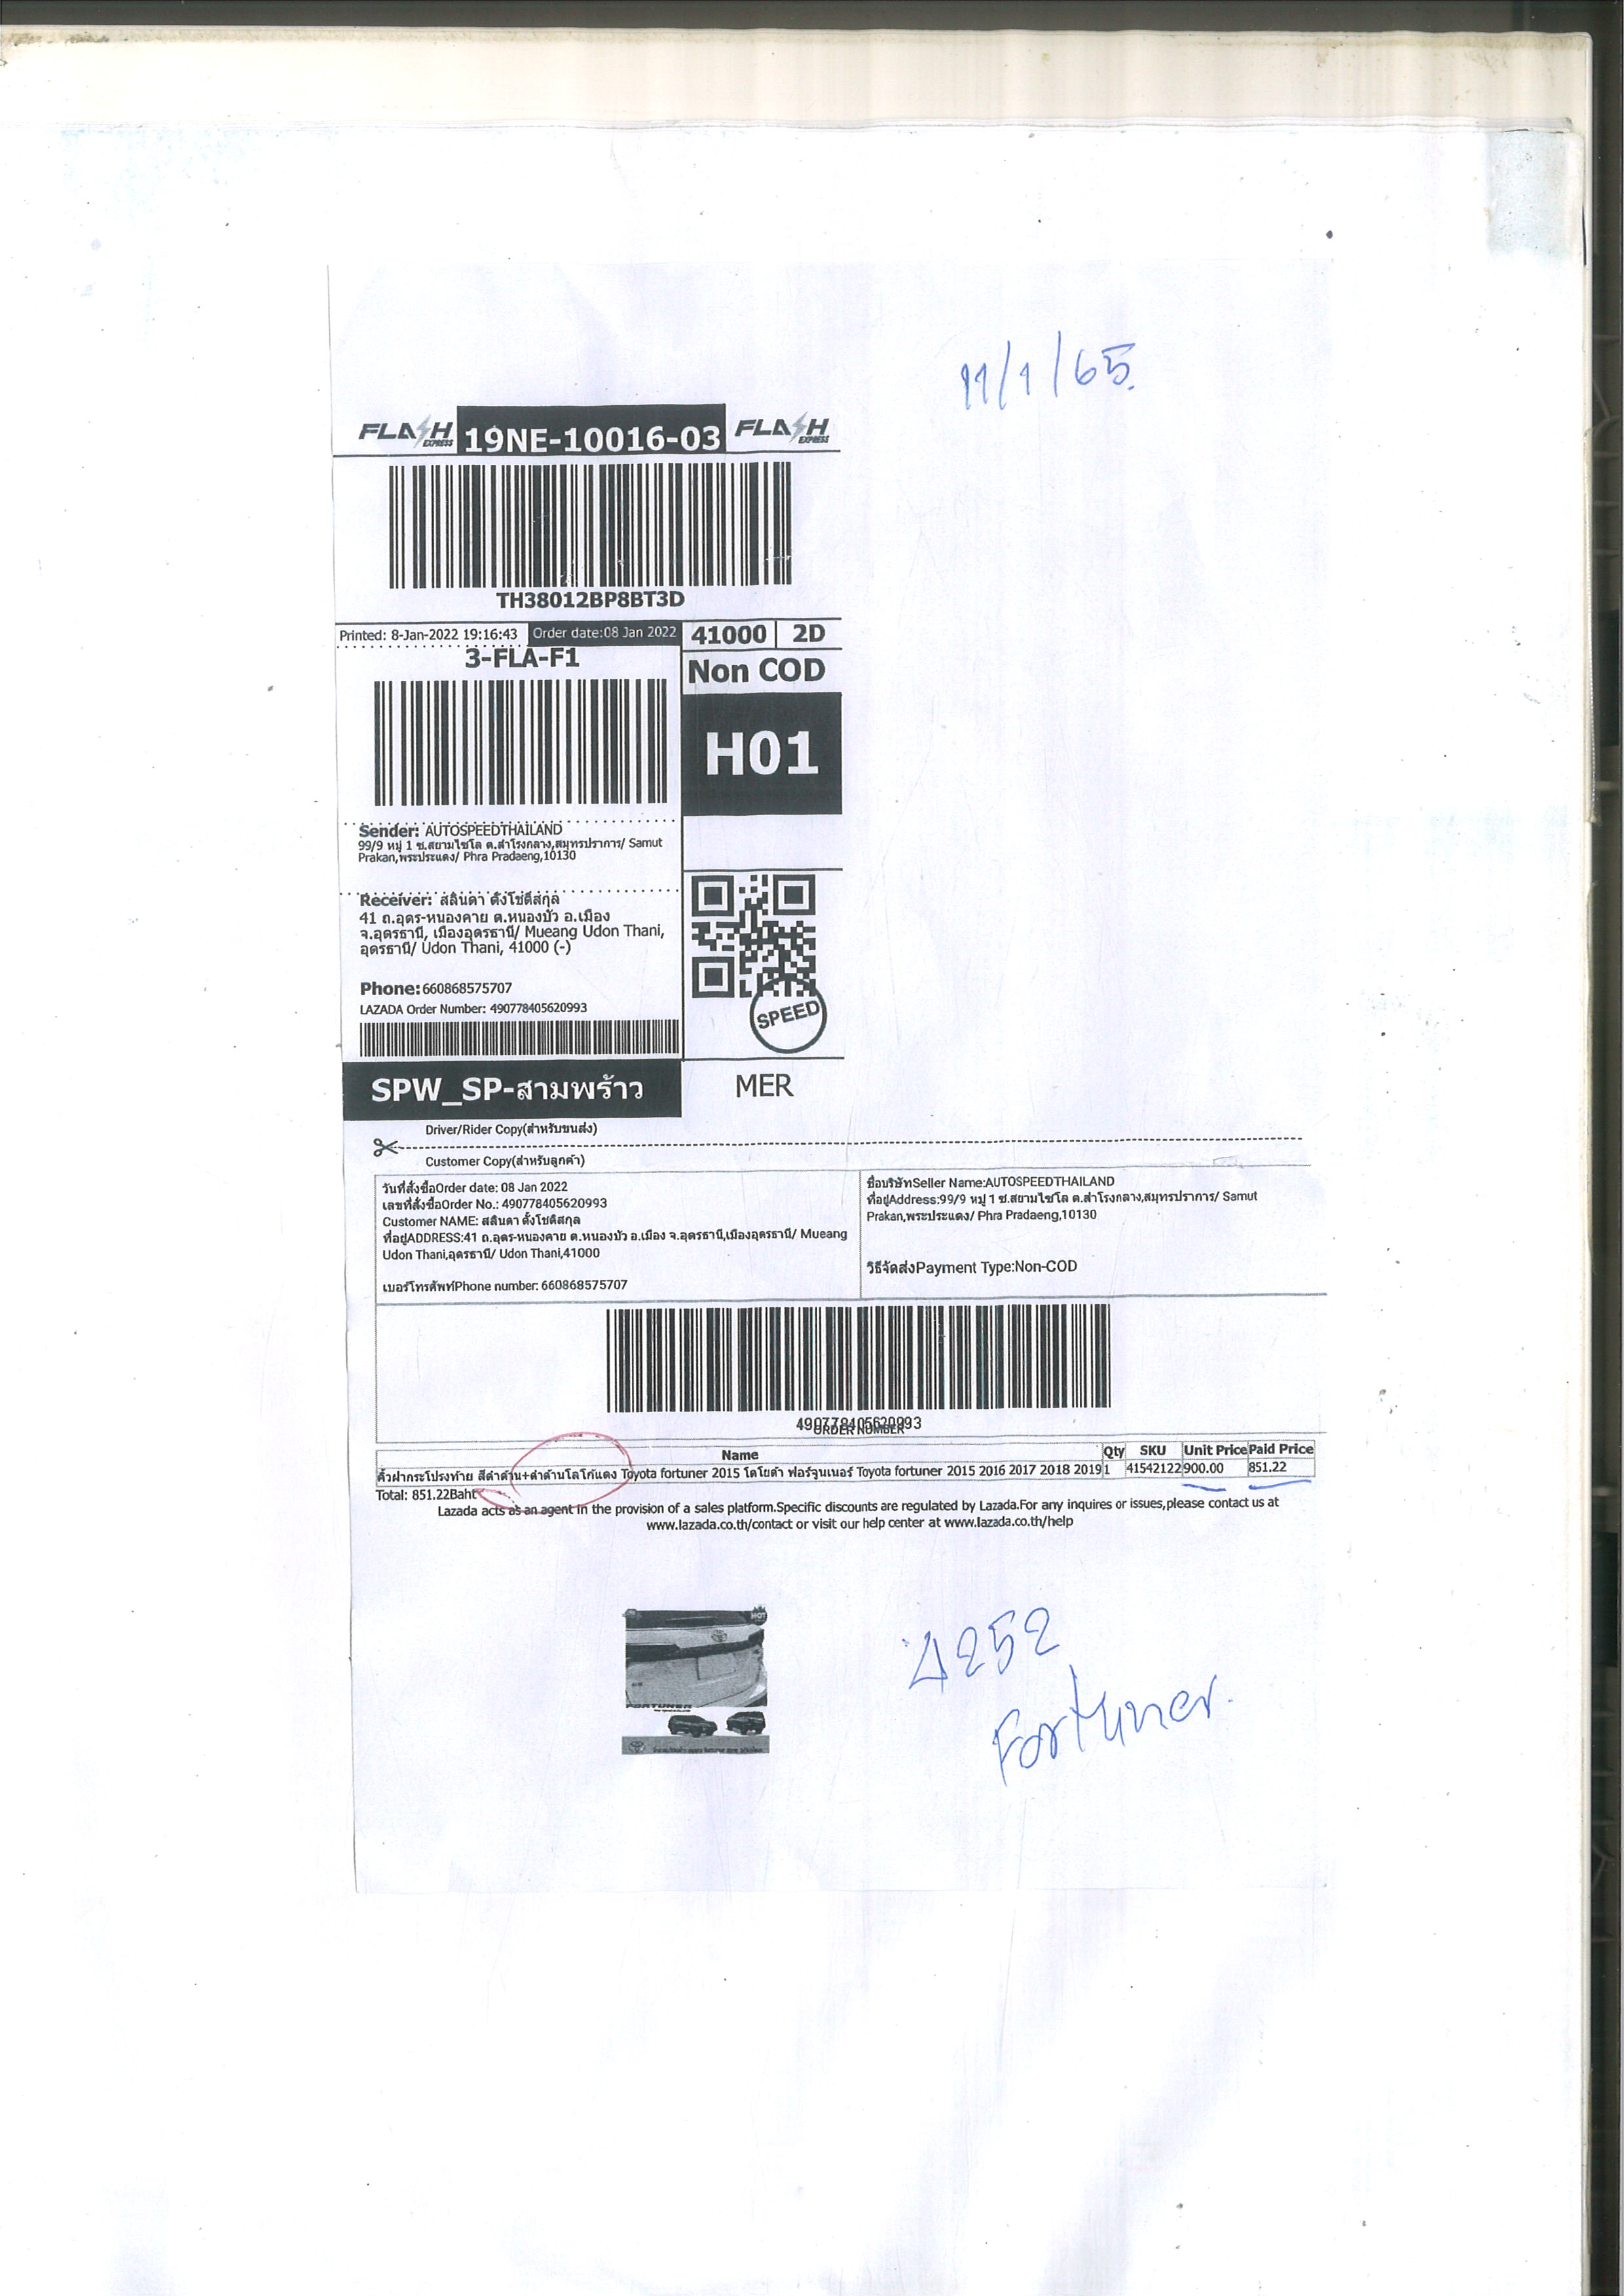 11/1/65.
FLASH EXPRESS 19NE-10016-03 FLASH EXPRESS
TH38012BP8BT3D
Printed: 8-Jan-2022 19:16:43 Order date:08 Jan 2022 41000 2D
3-FLA-F1
Non COD
H01
Sender: AUTOSPEEDTHAILAND
99/9 หมู่ 1 ซ.สยามไซโล ต.สำโรงกลาง,สมุทรปราการ/ Samut
Prakan,พระประแดง/ Phra Pradaeng,10130
Receiver: สลินดา ตั้งโชติสกุล
41 ถ.อุดร-หนองคาย ต.หนองบัว อ.เมือง
จ.อุดรธานี, เมืองอุดรธานี/ Mueang Udon Thani,
อุดรธานี/ Udon Thani, 41000 (-)
Phone: 660868575707
LAZADA Order Number: 490778405620993
SPEED
SPW_SP-สามพร้าว
MER
Driver/Rider Copy(สำหรับขนส่ง)
Customer Copy(สำหรับลูกค้า)
วันที่สั่งซื้อOrder date: 08 Jan 2022
เลขที่สั่งซื้อOrder No.: 490778405620993
Customer NAME: สลินดา ตั้งโชติสกุล
ที่อยู่ADDRESS:41 ถ.อุดร-หนองคาย ต.หนองบัว อ.เมือง จ.อุดรธานี,เมืองอุดรธานี/ Mueang
Udon Thani,อุดรธานี/ Udon Thani,41000
เบอร์โทรศัพท์Phone number: 660868575707
ชื่อบริษัทSeller Name:AUTOSPEEDTHAILAND
ที่อยู่Address:99/9 หมู่ 1 ซ.สยามไซโล ต.สำโรงกลาง,สมุทรปราการ/ Samut
Prakan,พระประแดง/ Phra Pradaeng,10130
วิธีจัดส่งPayment Type:Non-COD
490778405620993
ORDER NUMBER
Name Qty SKU Unit Price Paid Price
คิ้วฝากระโปรงท้าย สีดำด้าน+ดำด้านโลโก้แดง Toyota fortuner 2015 โตโยต้า ฟอร์จูนเนอร์ Toyota fortuner 2015 2016 2017 2018 2019 1 41542122 900.00 851.22
Total: 851.22Baht
Lazada acts as an agent in the provision of a sales platform.Specific discounts are regulated by Lazada.For any inquires or issues,please contact us at
www.lazada.co.th/contact or visit our help center at www.lazada.co.th/help
HOT
FORTUNER
4252
Fortuner.